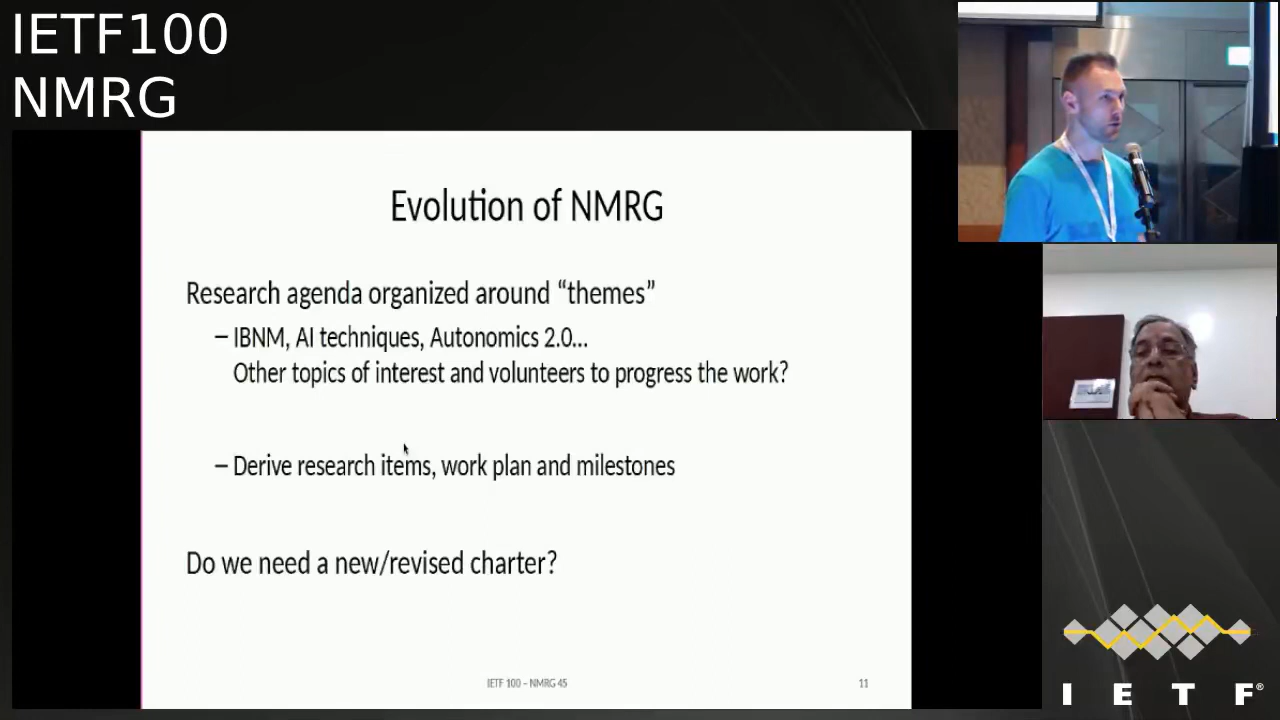 IETF100
NMRG
Evolution of NMRG
Research agenda organized around “themes”
– IBNM, AI techniques, Autonomics 2.0...
Other topics of interest and volunteers to progress the work?
– Derive research items, work plan and milestones
Do we need a new/revised charter?
IETF 100 – NMRG 45
11
I E T F®